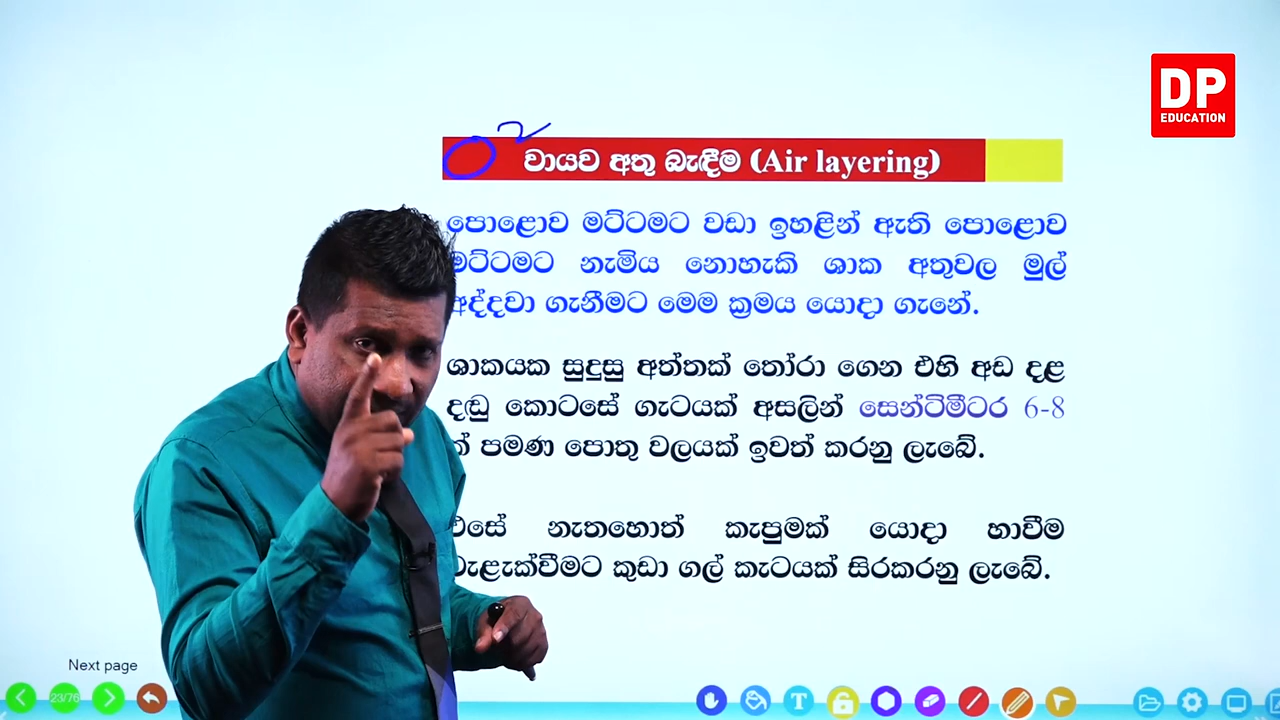 DP
EDUCATION
වායව අතු බැඳීම (Air layering)
පොළොව මට්ටමට වඩා ඉහළින් ඇති පොළොව
මට්ටමට නැමිය නොහැකි ශාක අතුවල මුල්
අද්දවා ගැනීමට මෙම ක්‍රමය යොදා ගැනේ.
ශාකයක සුදුසු අත්තක් තෝරා ගෙන එහි අඩ දළ
දඬු කොටසේ ගැටයක් අසලින් සෙන්ටිමීටර 6-8
ක් පමණ පොතු වලයක් ඉවත් කරනු ලැබේ.
එසේ නැතහොත් කැපුමක් යොදා හාවීම
වැළැක්වීමට කුඩා ගල් කැටයක් සිරකරනු ලැබේ.
Next page
23/76